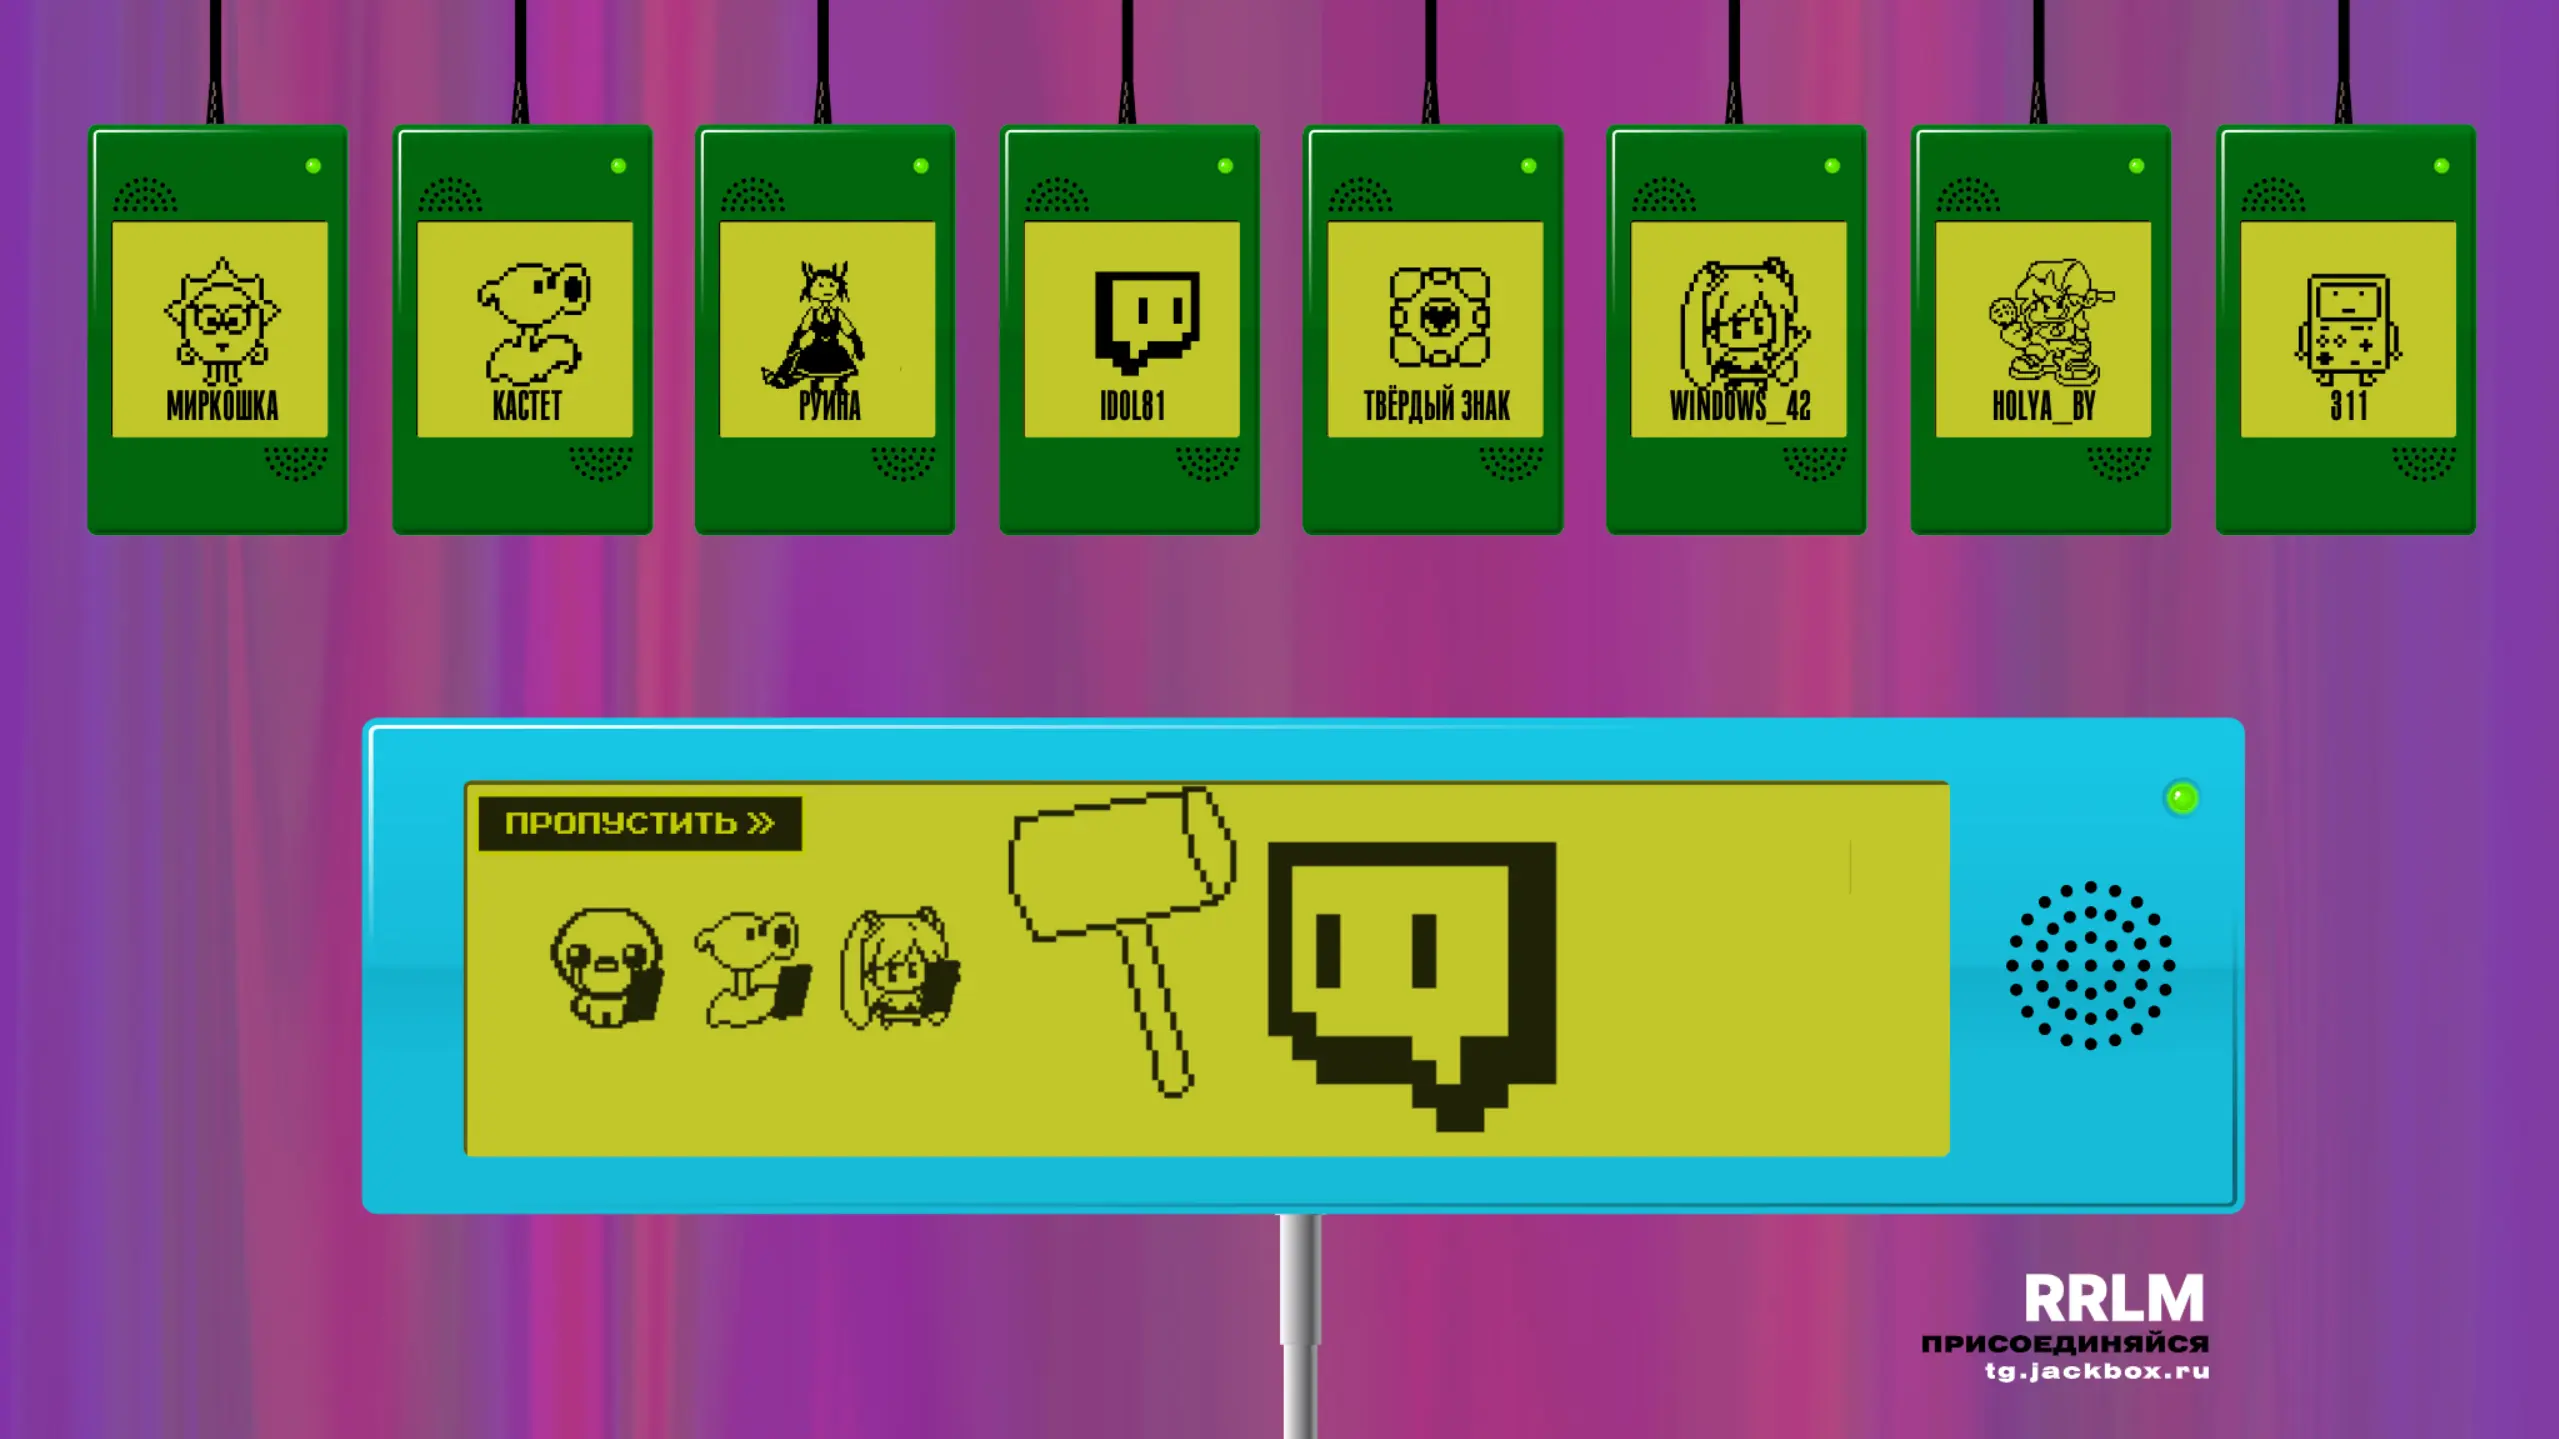 МИРКОШКА
КАСТЕТ
РУИНА
IDOL81
ТВЁРДЫЙ ЗНАК
WINDOWS_42
HOLYA_BY
311
ПРОПУСТИТЬ »
RRLM
ПРИСОЕДИНЯЙСЯ
tg.jackbox.ru